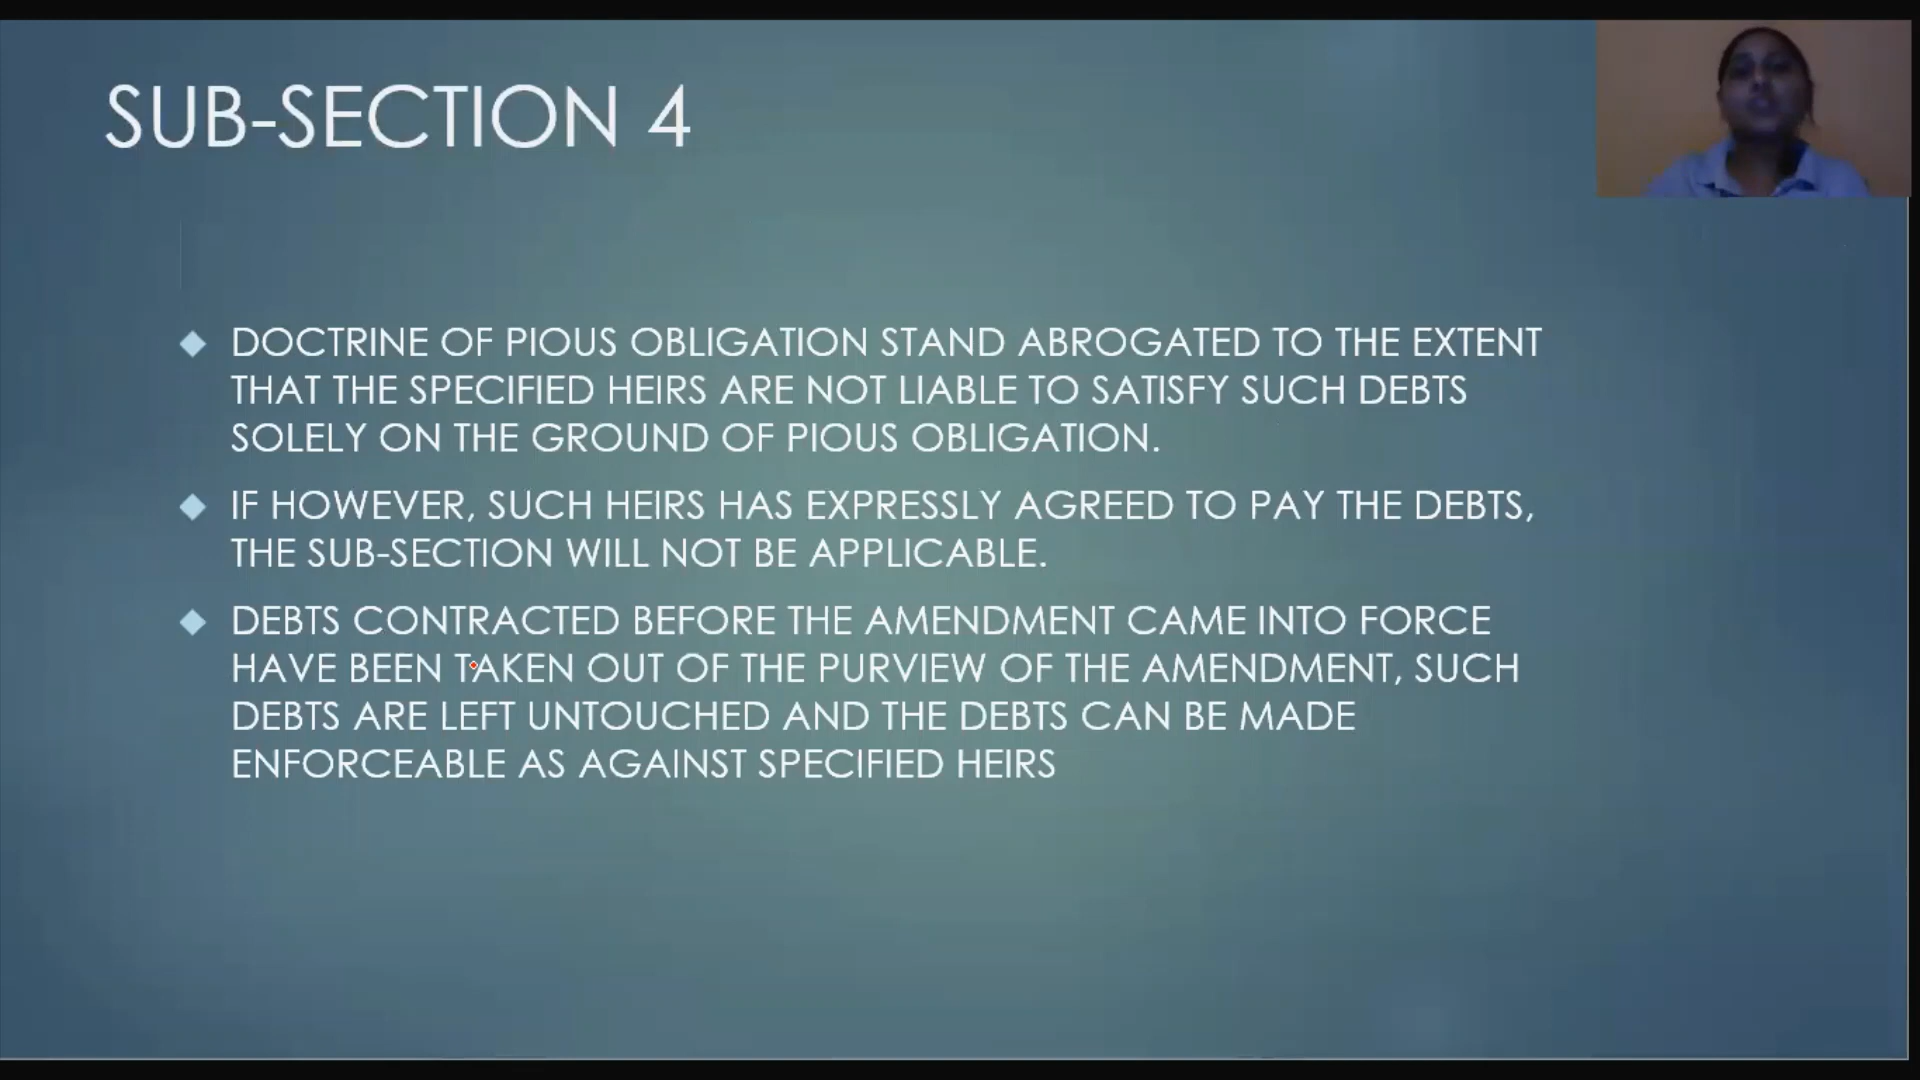 SUB-SECTION 4
DOCTRINE OF PIOUS OBLIGATION STAND ABROGATED TO THE EXTENT
THAT THE SPECIFIED HEIRS ARE NOT LIABLE TO SATISFY SUCH DEBTS
SOLELY ON THE GROUND OF PIOUS OBLIGATION.
IF HOWEVER, SUCH HEIRS HAS EXPRESSLY AGREED TO PAY THE DEBTS,
THE SUB-SECTION WILL NOT BE APPLICABLE.
DEBTS CONTRACTED BEFORE THE AMENDMENT CAME INTO FORCE
HAVE BEEN TAKEN OUT OF THE PURVIEW OF THE AMENDMENT, SUCH
DEBTS ARE LEFT UNTOUCHED AND THE DEBTS CAN BE MADE
ENFORCEABLE AS AGAINST SPECIFIED HEIRS